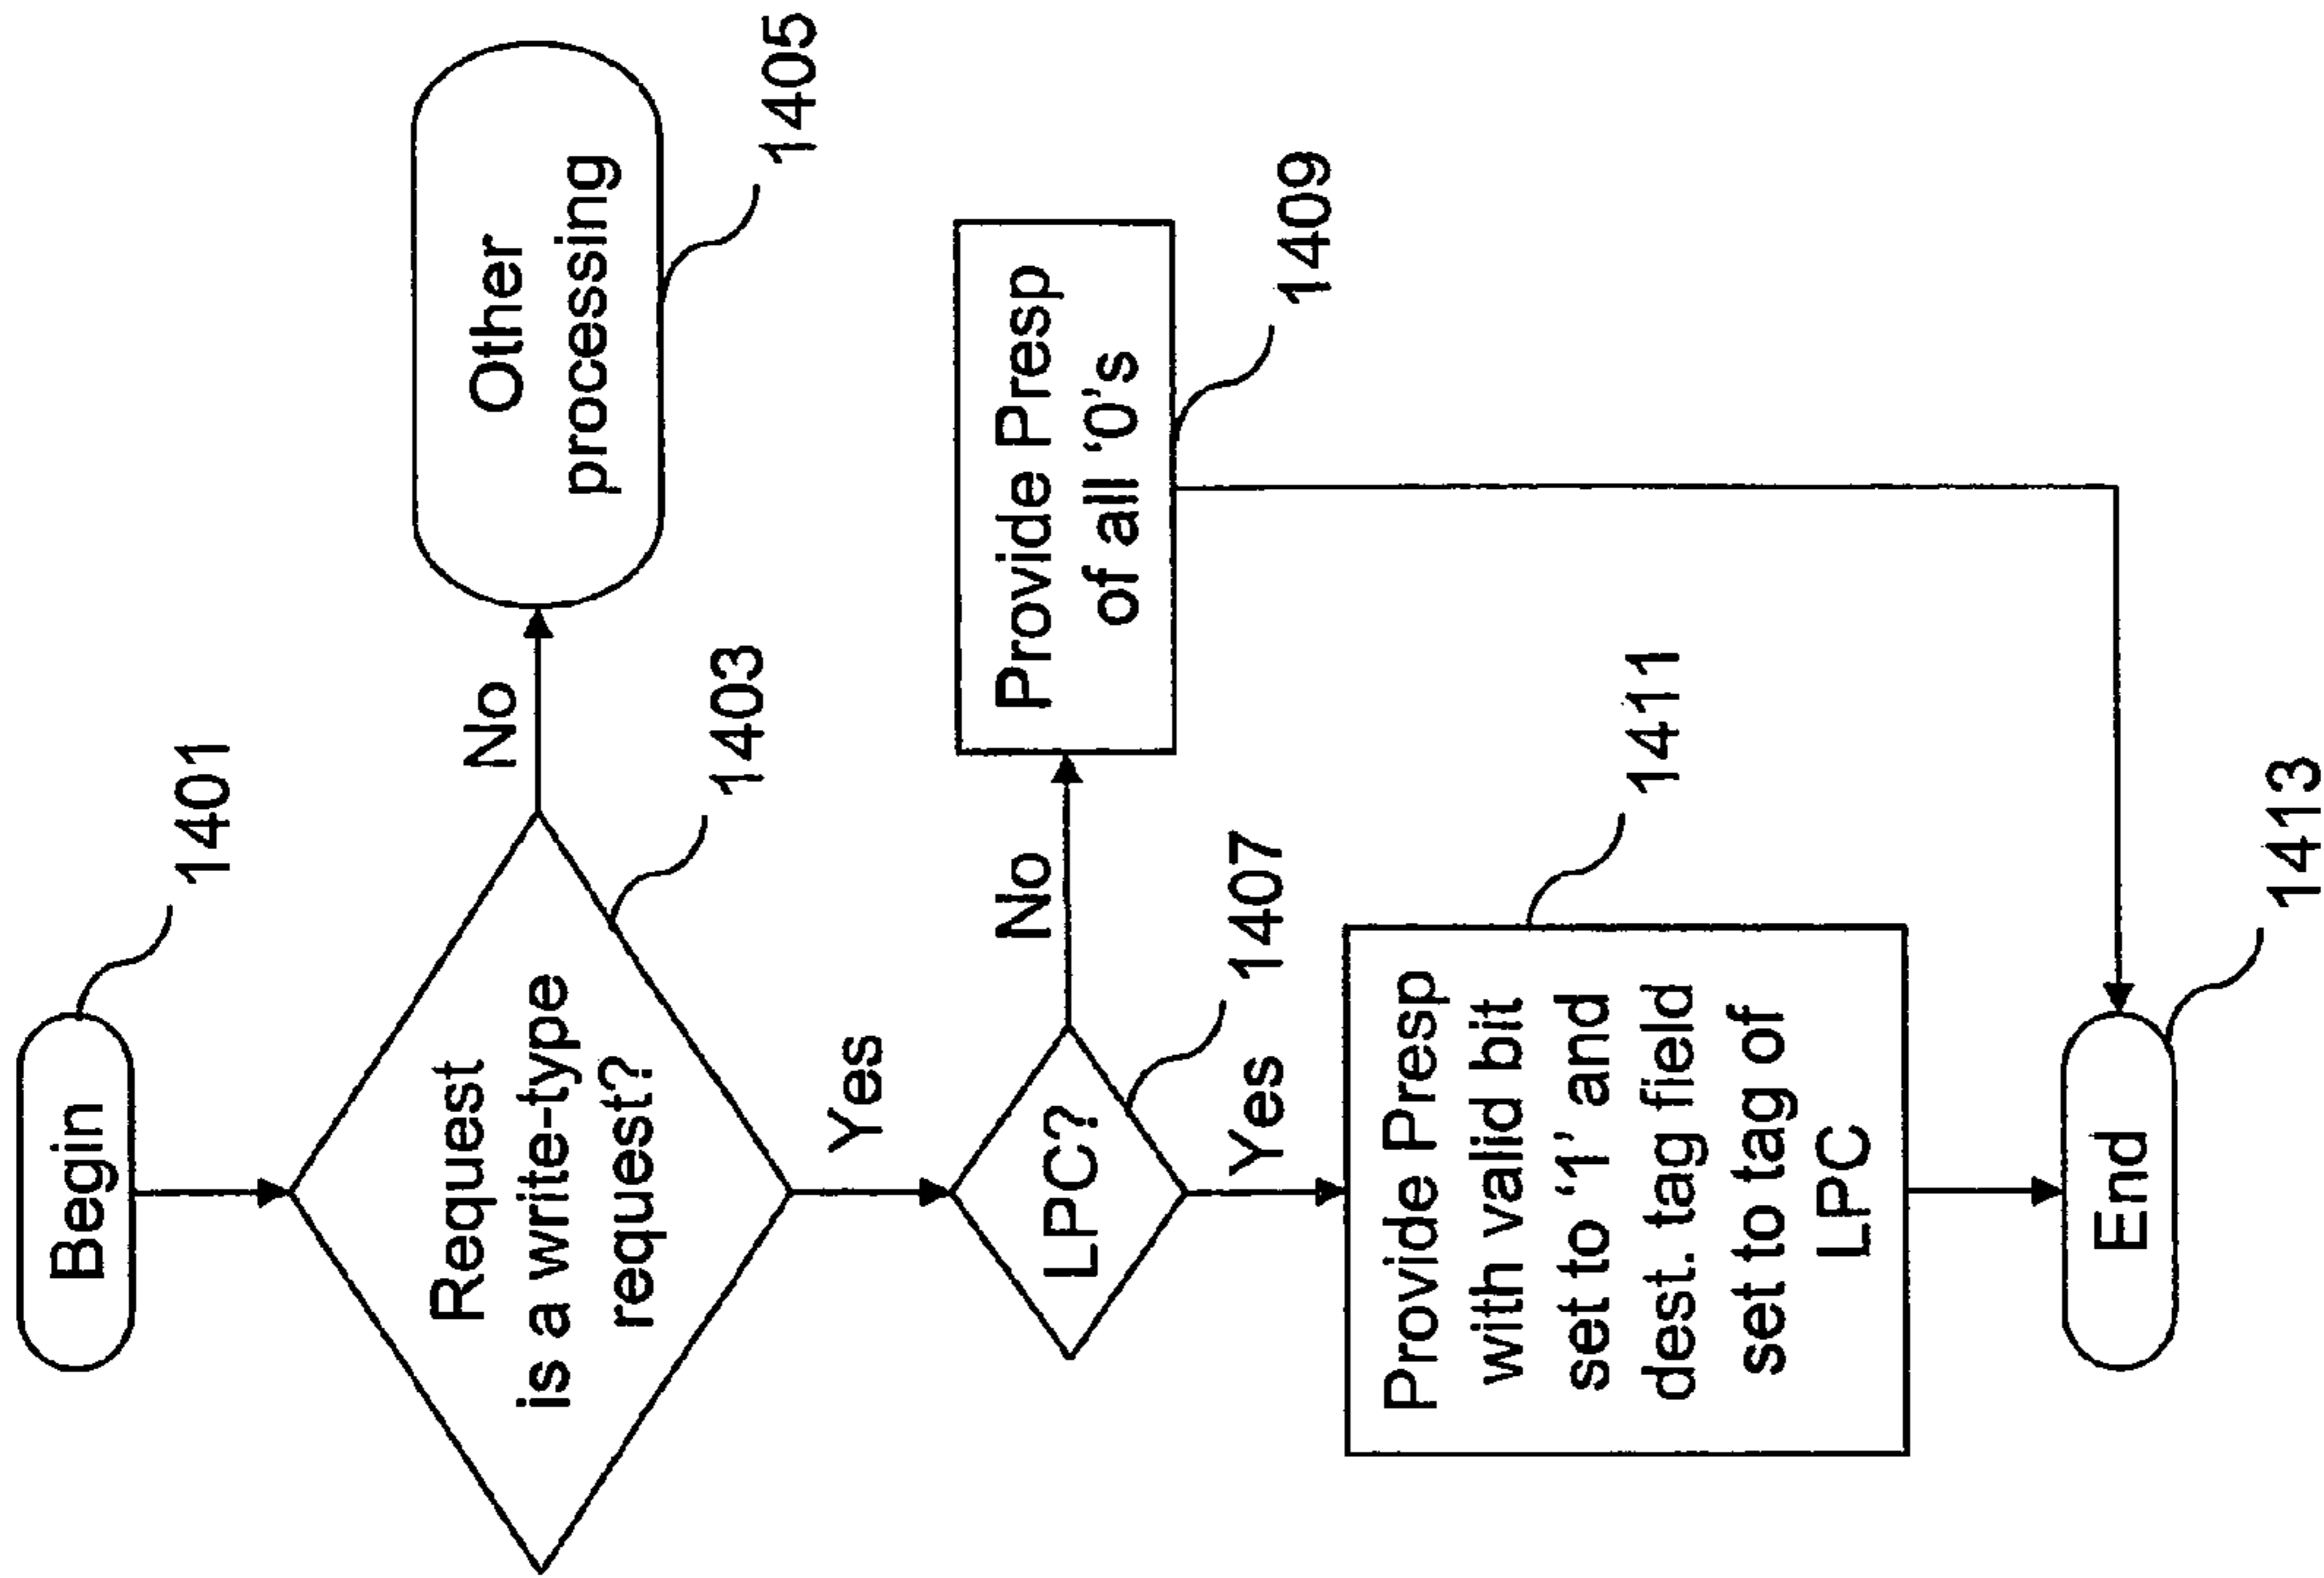 Begin
1401
Request
is a write-type
request?
1403
No
Other
processing
1405
Yes
LPC?
1407
No
Provide Presp
of all ‘0’s
1409
Yes
Provide Presp
with valid bit
set to ‘1’ and
dest. tag field
set to tag of
LPC
1411
End
1413